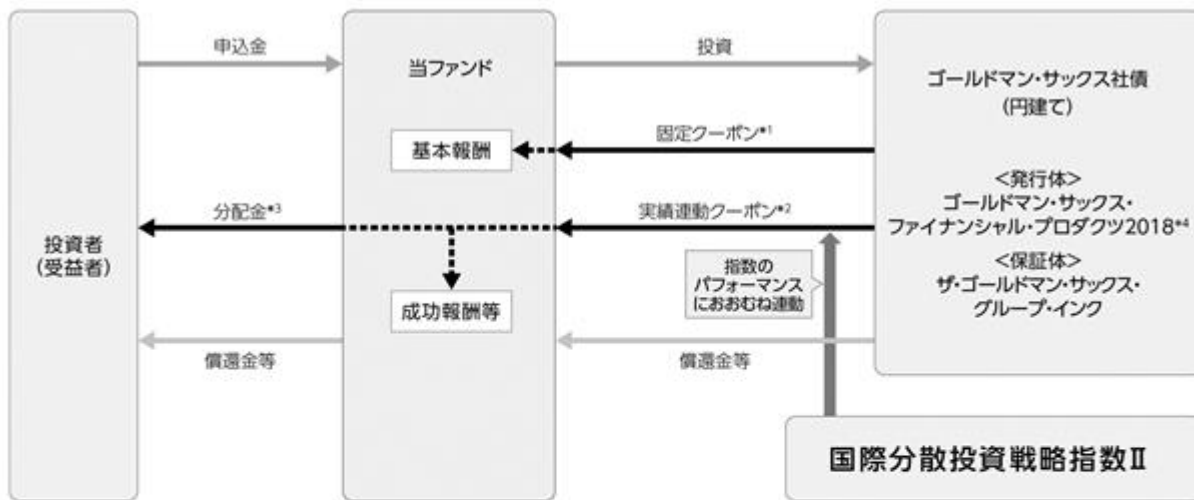 申込金
投資
当ファンド
ゴールドマン・サックス社債
(円建て)
固定クーポン*1
基本報酬
<発行体>
ゴールドマン・サックス・
ファイナンシャル・プロダクツ2018*4
分配金*3
実績連動クーポン*2
投資者
(受益者)
<保証体>
ザ・ゴールドマン・サックス・
グループ・インク
指数の
パフォーマンス
におおむね連動
成功報酬等
償還金等
償還金等
国際分散投資戦略指数Ⅱ